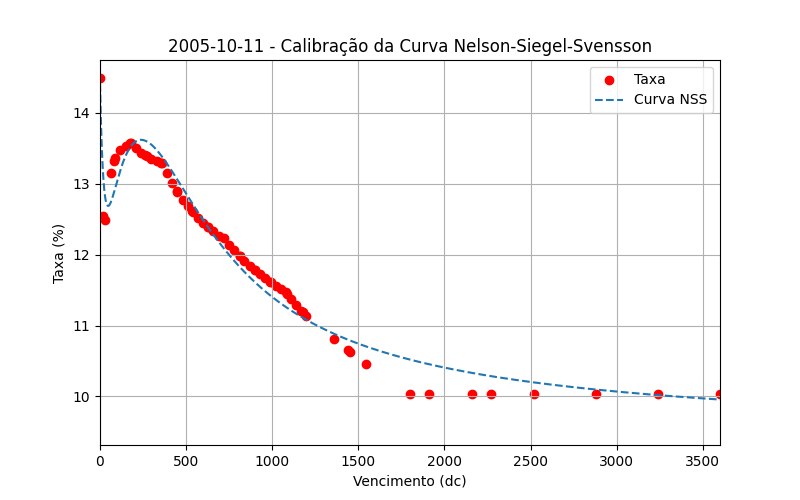 2005-10-11 - Calibração da Curva Nelson-Siegel-Svensson
Taxa
Curva NSS
Taxa (%)
14
13
12
11
10
0
500
1000
1500
2000
2500
3000
3500
Vencimento (dc)